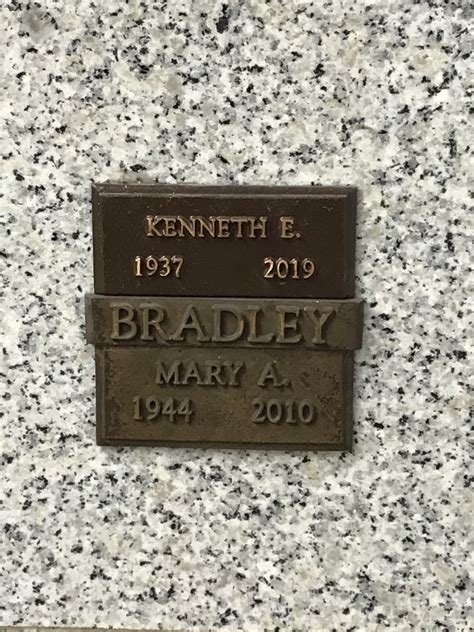 KENNETH E.
1937 2019
BRADLEY
MARY A.
1944 2010